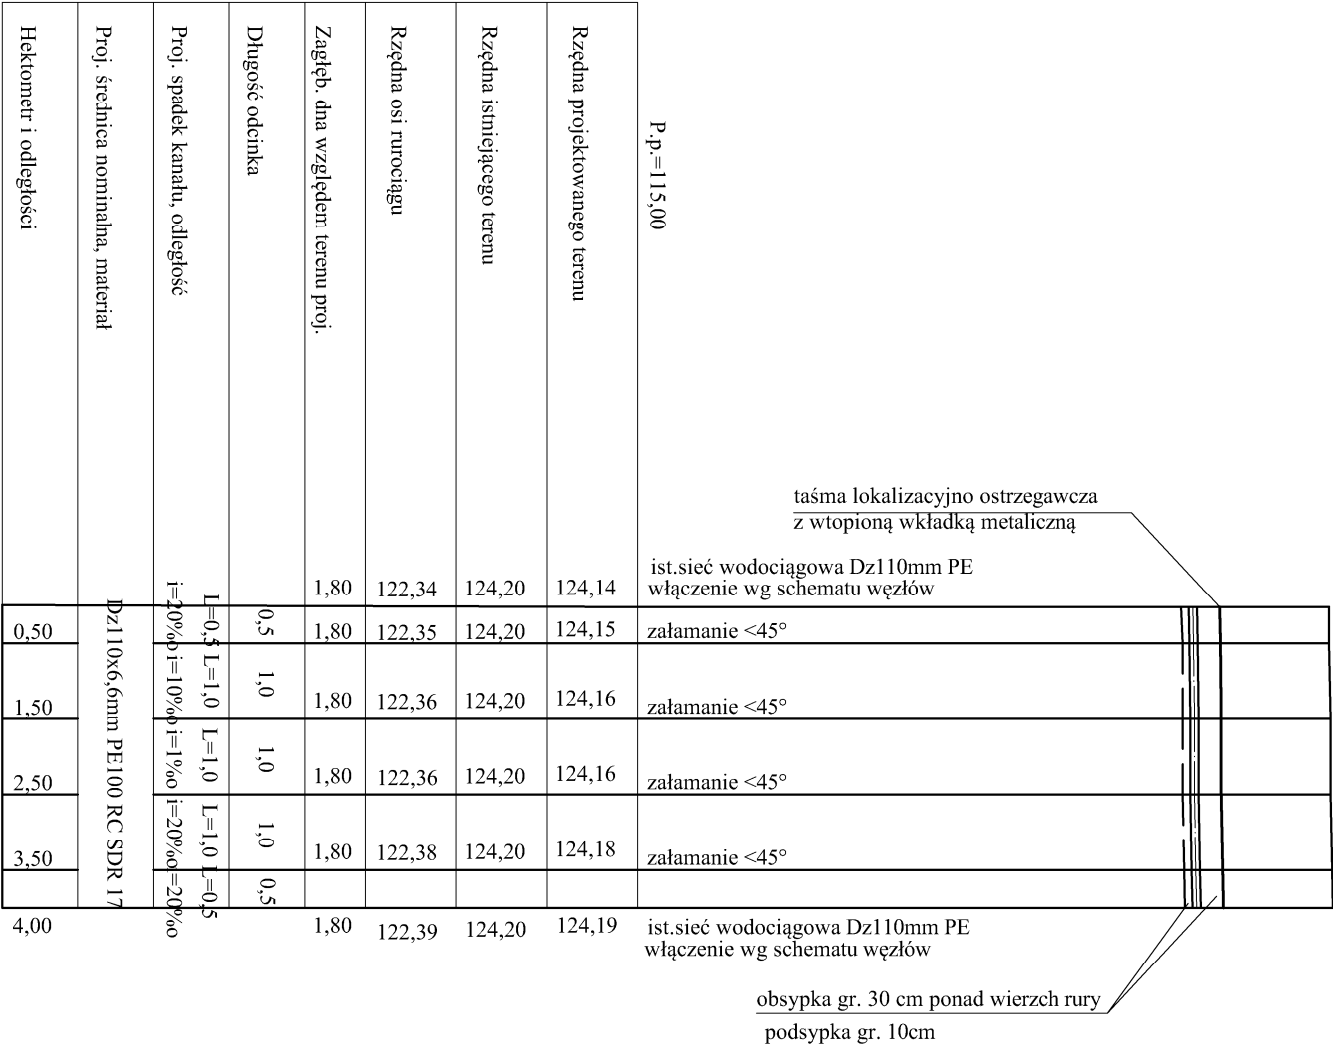 P.p.=115,00
Rzędna projektowanego terenu
Rzędna istniejącego terenu
Rzędna osi rurociągu
Zagłęb. dna względem terenu proj.
Długość odcinka
Proj. spadek kanału, odległość
Proj. średnica nominalna, materiał
Hektometr i odległości
taśma lokalizacyjno ostrzegawcza
z wtopioną wkładką metaliczną
ist.sieć wodociągowa Dz110mm PE
włączenie wg schematu węzłów
1,80 122,34 124,20 124,14
0,50 1,80 122,35 124,20 124,15 załamanie <45°
1,50 1,80 122,36 124,20 124,16 załamanie <45°
2,50 1,80 122,36 124,20 124,16 załamanie <45°
3,50 1,80 122,38 124,20 124,18 załamanie <45°
4,00 1,80 122,39 124,20 124,19
ist.sieć wodociągowa Dz110mm PE
włączenie wg schematu węzłów
0,5 1,0 1,0 1,0 0,5
L=0,5 L=1,0 L=1,0 L=1,0 L=0,5
i=20‰ i=10‰ i=1‰ i=20‰ i=20‰
Dz110x6,6mm PE100 RC SDR 17
obsypka gr. 30 cm ponad wierzch rury
podsypka gr. 10cm